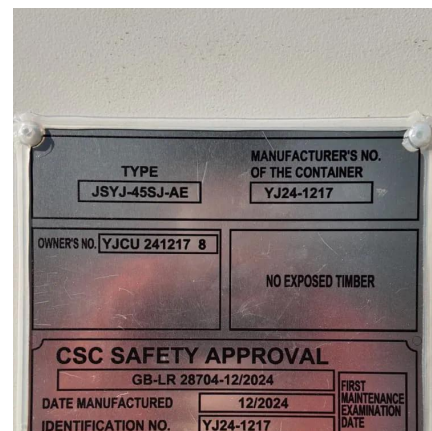 TYPE
JSYJ-45SJ-AE
MANUFACTURER'S NO.
OF THE CONTAINER
YJ24-1217
OWNER'S NO. YJCU 241217 8
NO EXPOSED TIMBER
CSC SAFETY APPROVAL
GB-LR 28704-12/2024
DATE MANUFACTURED 12/2024
IDENTIFICATION NO. YJ24-1217
FIRST
MAINTENANCE
EXAMINATION
DATE